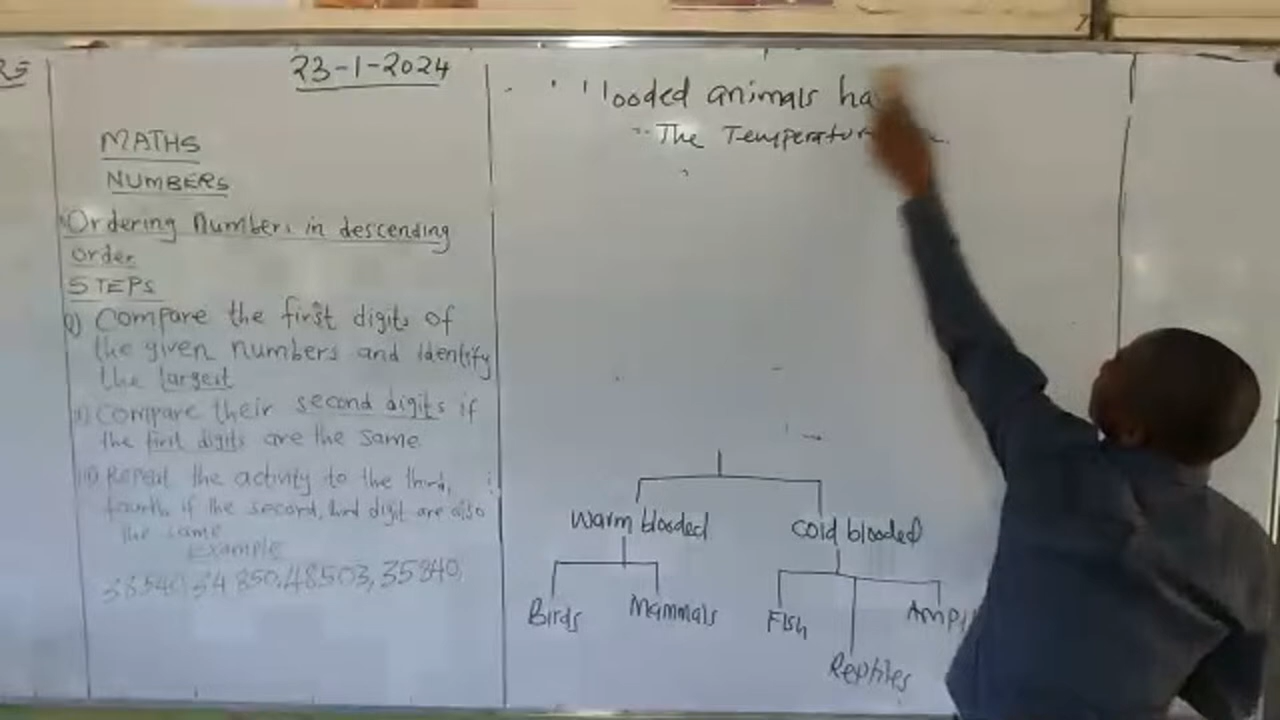 23-1-2024
MATHS
NUMBERS
Ordering Numbers in descending
order
STEPS
i) Compare the first digits of
the given numbers and identify
the largest
ii) Compare their second digits if
the first digits are the same
iii) Repeat the activity to the third,
fourth if the second, third digit are also
the same
Example
38540, 34850, 48503, 35840,
looded animals ha
The Temperatur
Warm blooded
Cold blooded
Birds
Mammals
Fish
Reptiles
Amp